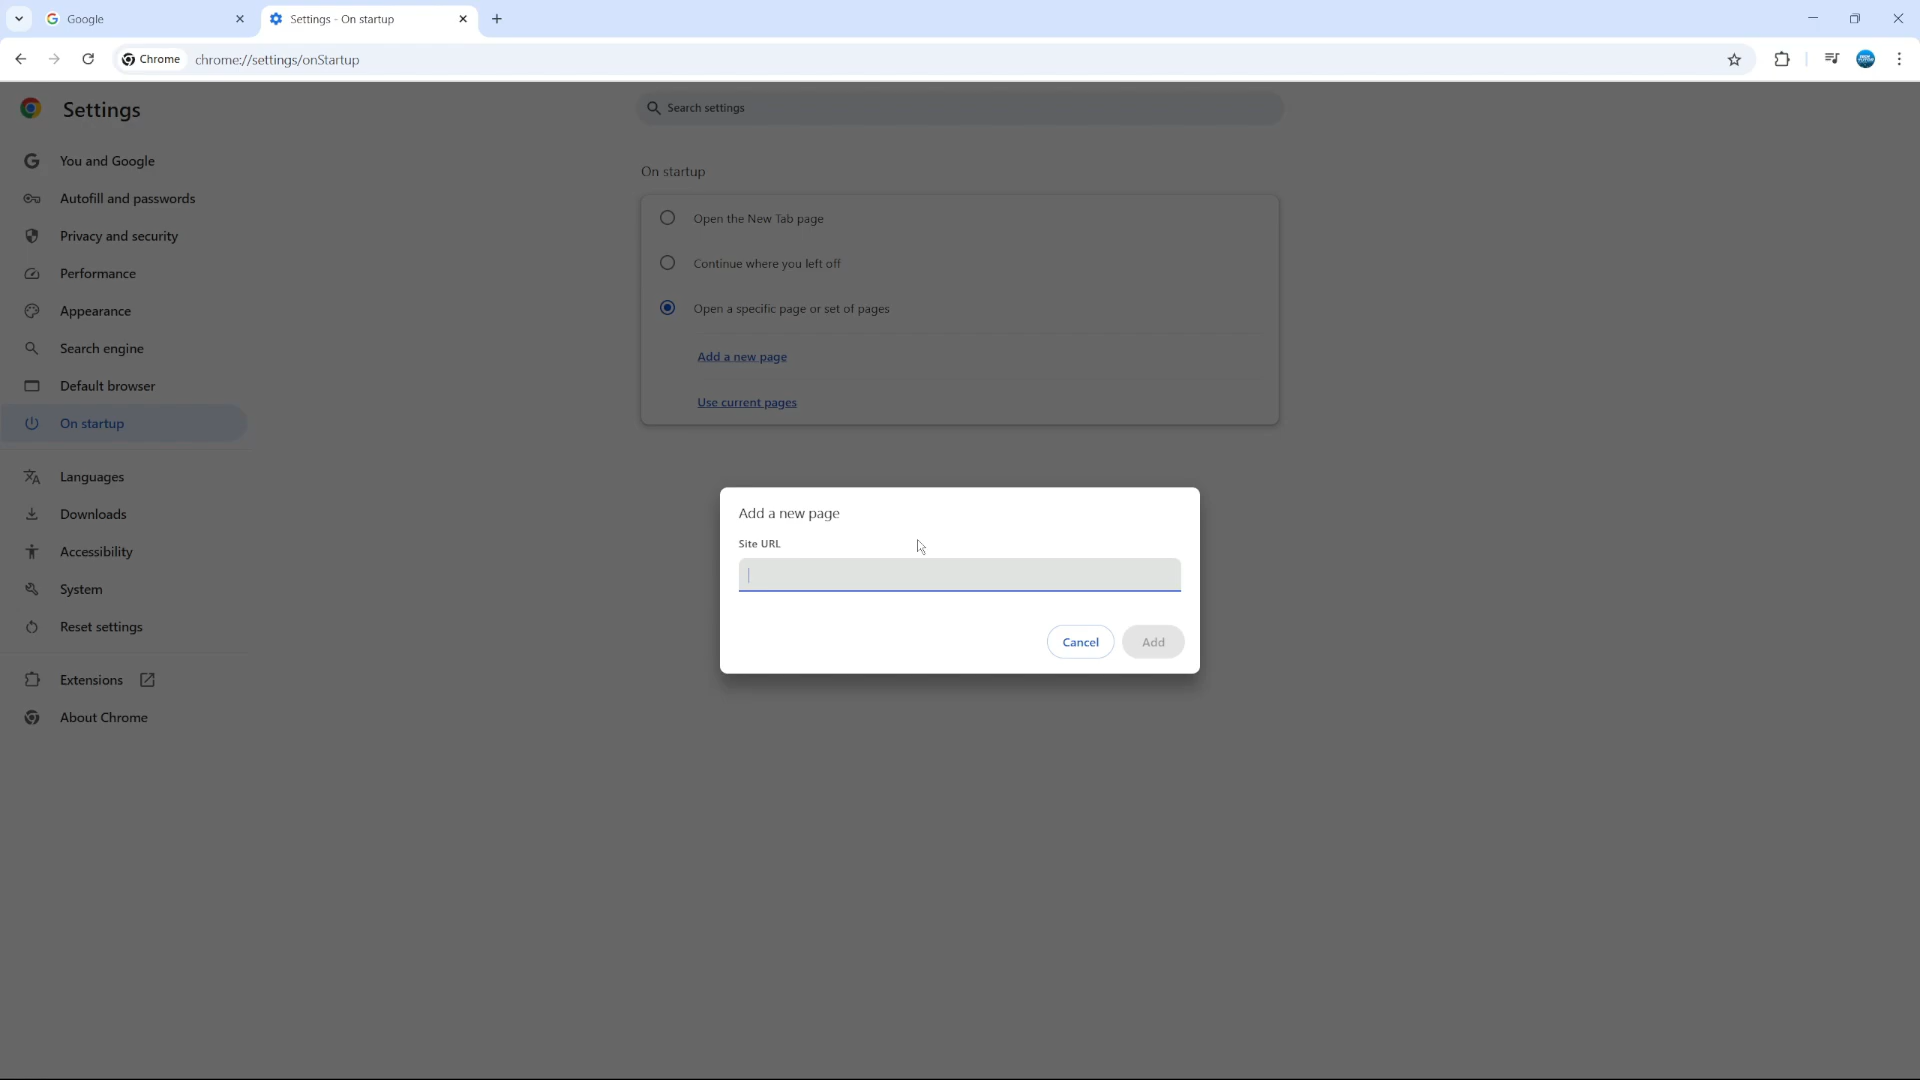 Google
Settings - On startup
Chrome
chrome://settings/onStartup
Settings
Search settings
You and Google
Autofill and passwords
Privacy and security
Performance
Appearance
Search engine
Default browser
On startup
Languages
Downloads
Accessibility
System
Reset settings
Extensions
About Chrome
On startup
Open the New Tab page
Continue where you left off
Open a specific page or set of pages
Add a new page
Use current pages
Add a new page
Site URL
Cancel
Add